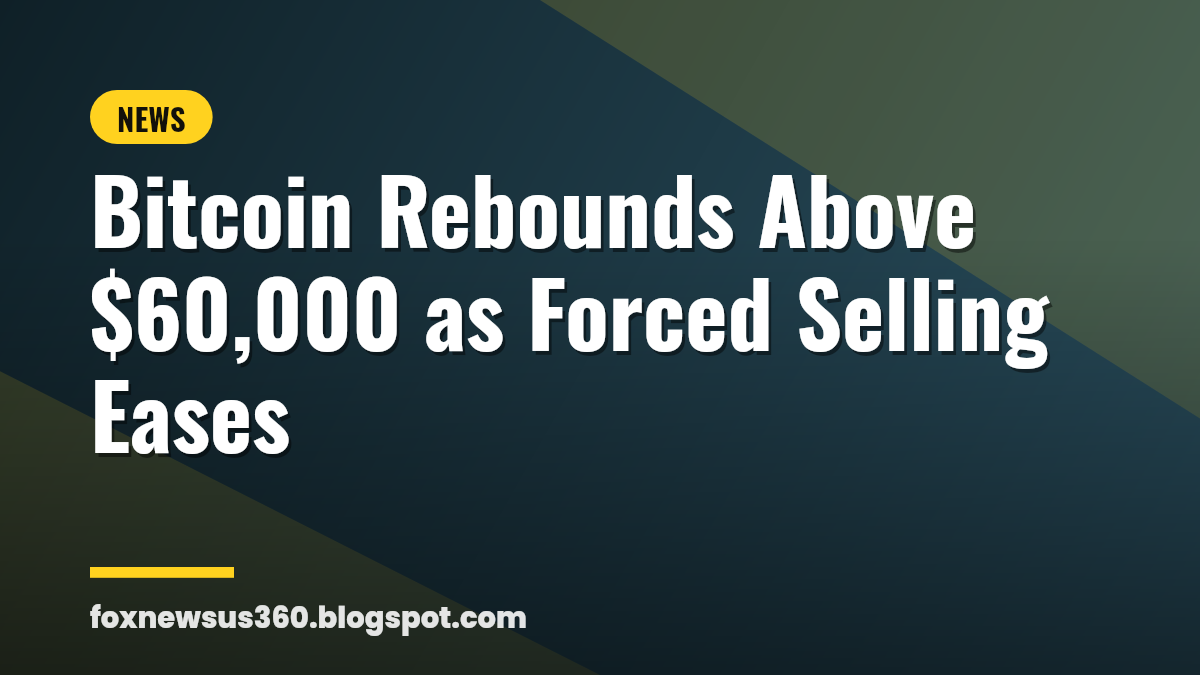 NEWS
Bitcoin Rebounds Above
$60,000 as Forced Selling
Eases
foxnewsus360.blogspot.com